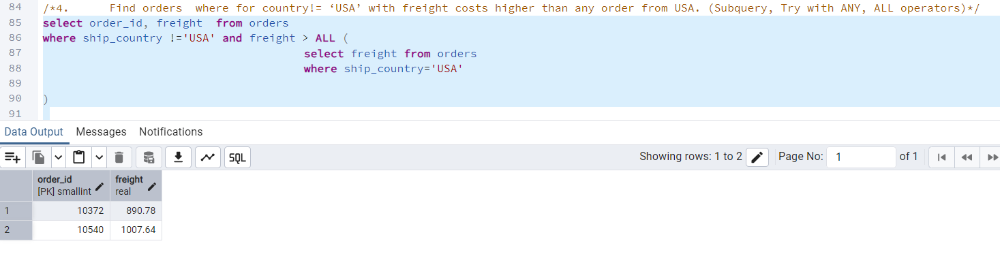 84 /*4. Find orders where for country!= ‘USA’ with freight costs higher than any order from USA. (Subquery, Try with ANY, ALL operators)*/
85 select order_id, freight from orders
86 where ship_country !='USA' and freight > ALL (
87 select freight from orders
88 where ship_country='USA'
89
90 )
91
Data Output Messages Notifications
SQL Showing rows: 1 to 2 Page No: 1 of 1
order_id freight
[PK] smallint real
1 10372 890.78
2 10540 1007.64